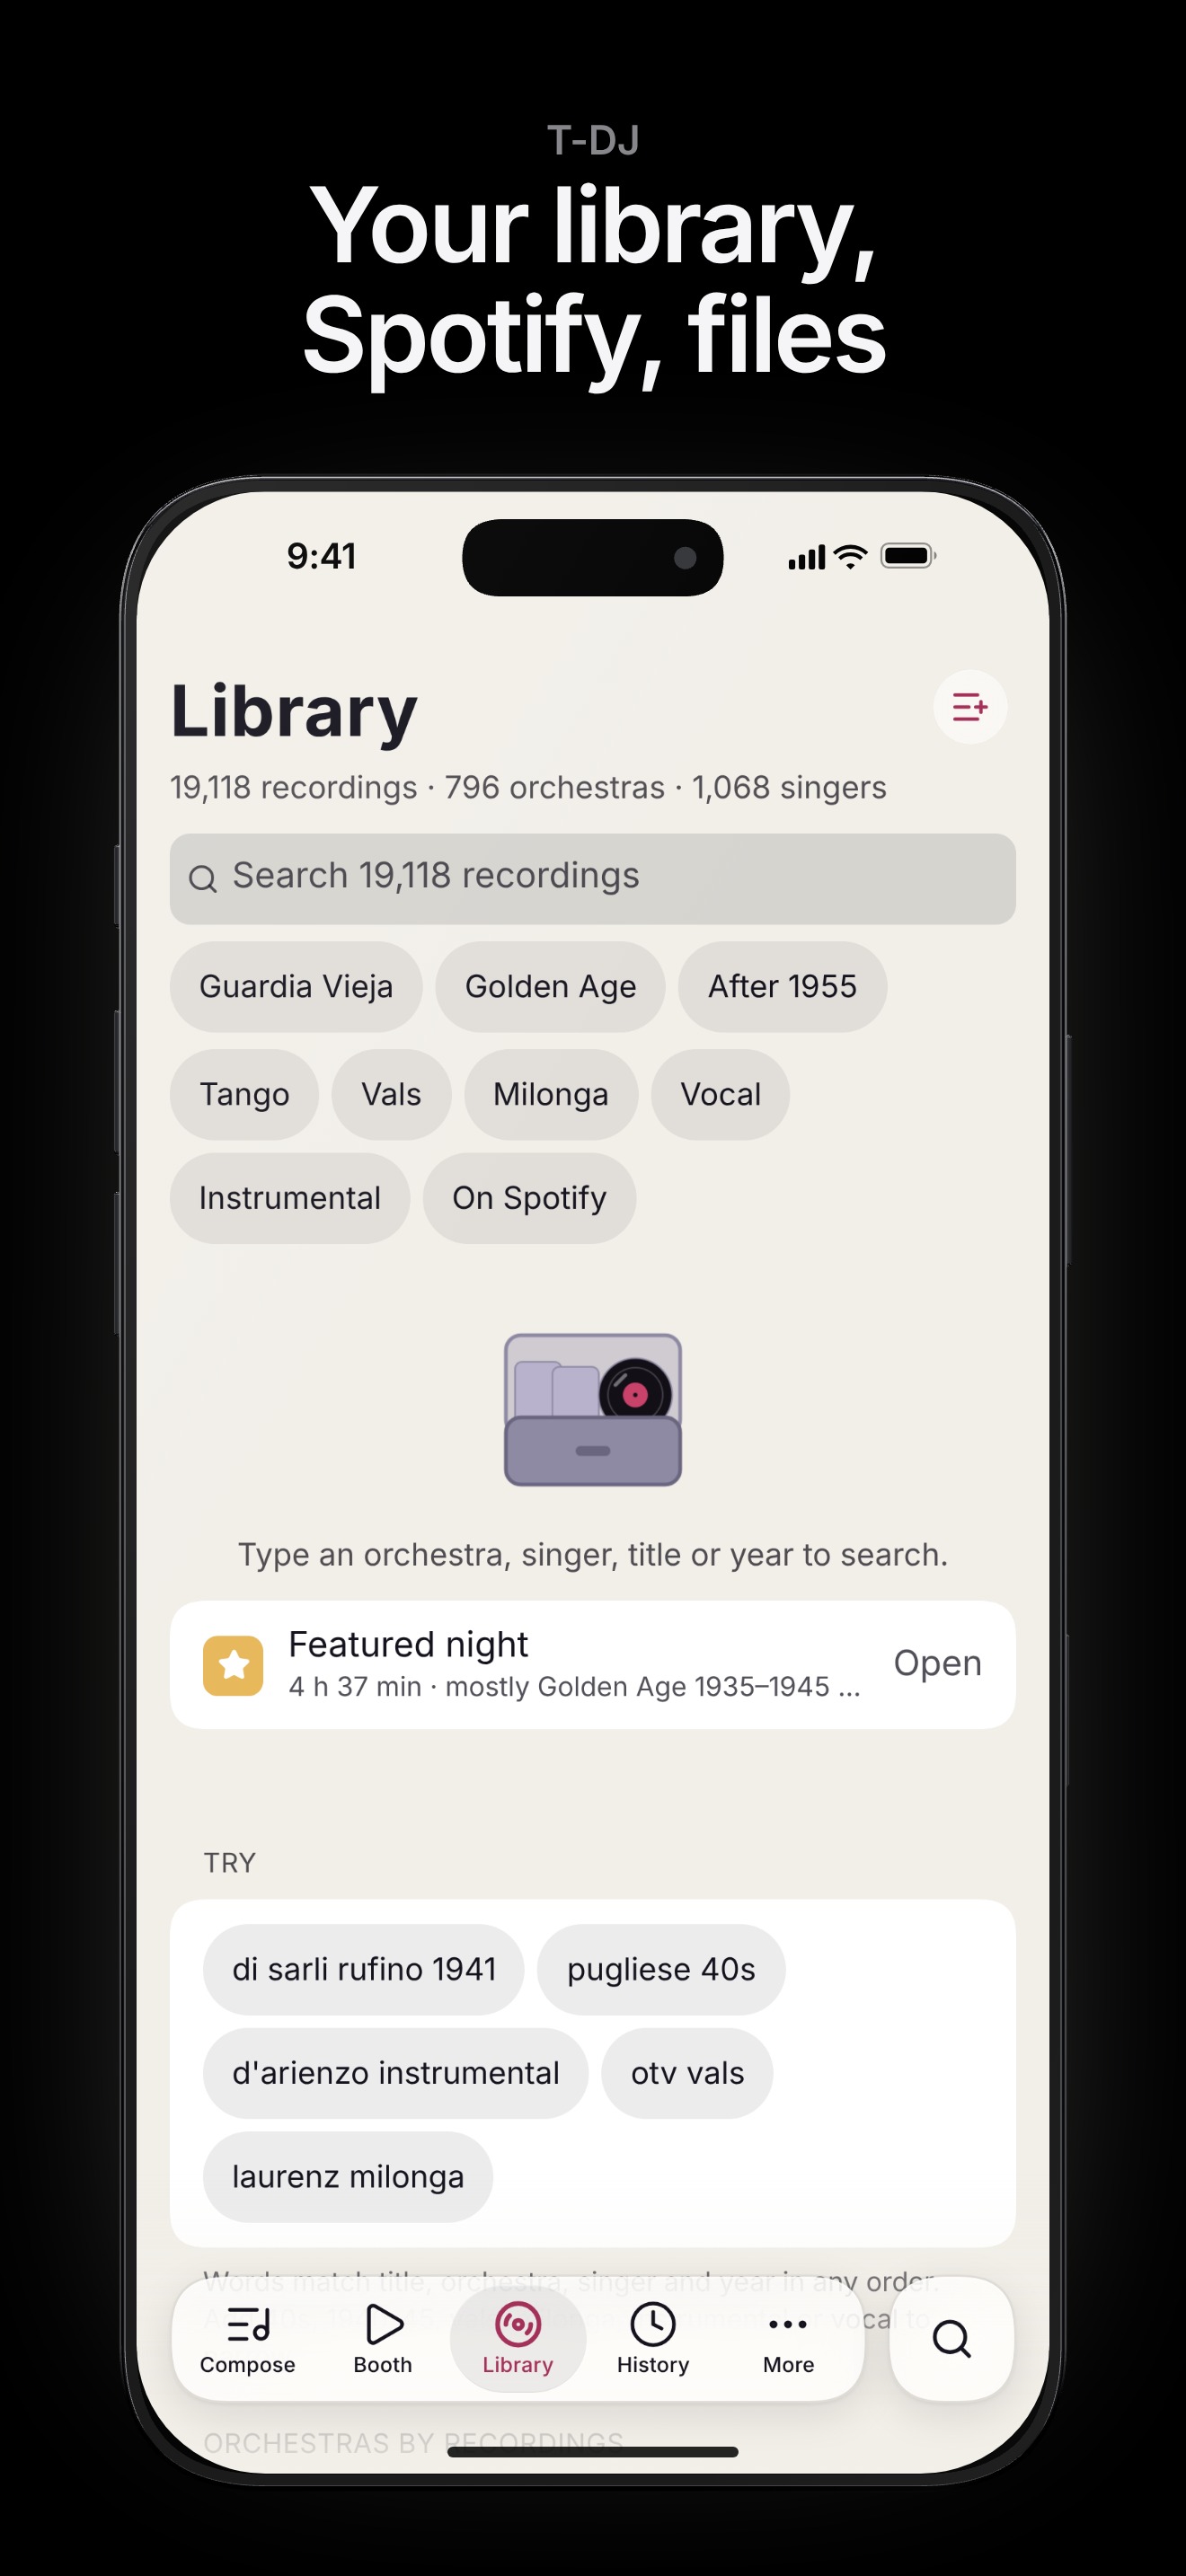 T-DJ
Your library,
Spotify, files
9:41
Library
19,118 recordings · 796 orchestras · 1,068 singers
Search 19,118 recordings
Guardia Vieja
Golden Age
After 1955
Tango
Vals
Milonga
Vocal
Instrumental
On Spotify
Type an orchestra, singer, title or year to search.
Featured night
4 h 37 min · mostly Golden Age 1935–1945 ...
Open
TRY
di sarli rufino 1941
pugliese 40s
d'arienzo instrumental
otv vals
laurenz milonga
Words match title, orchestra, singer and year in any order.
vocal to
Compose
Booth
Library
History
More
ORCHESTRAS BY RECORDINGS